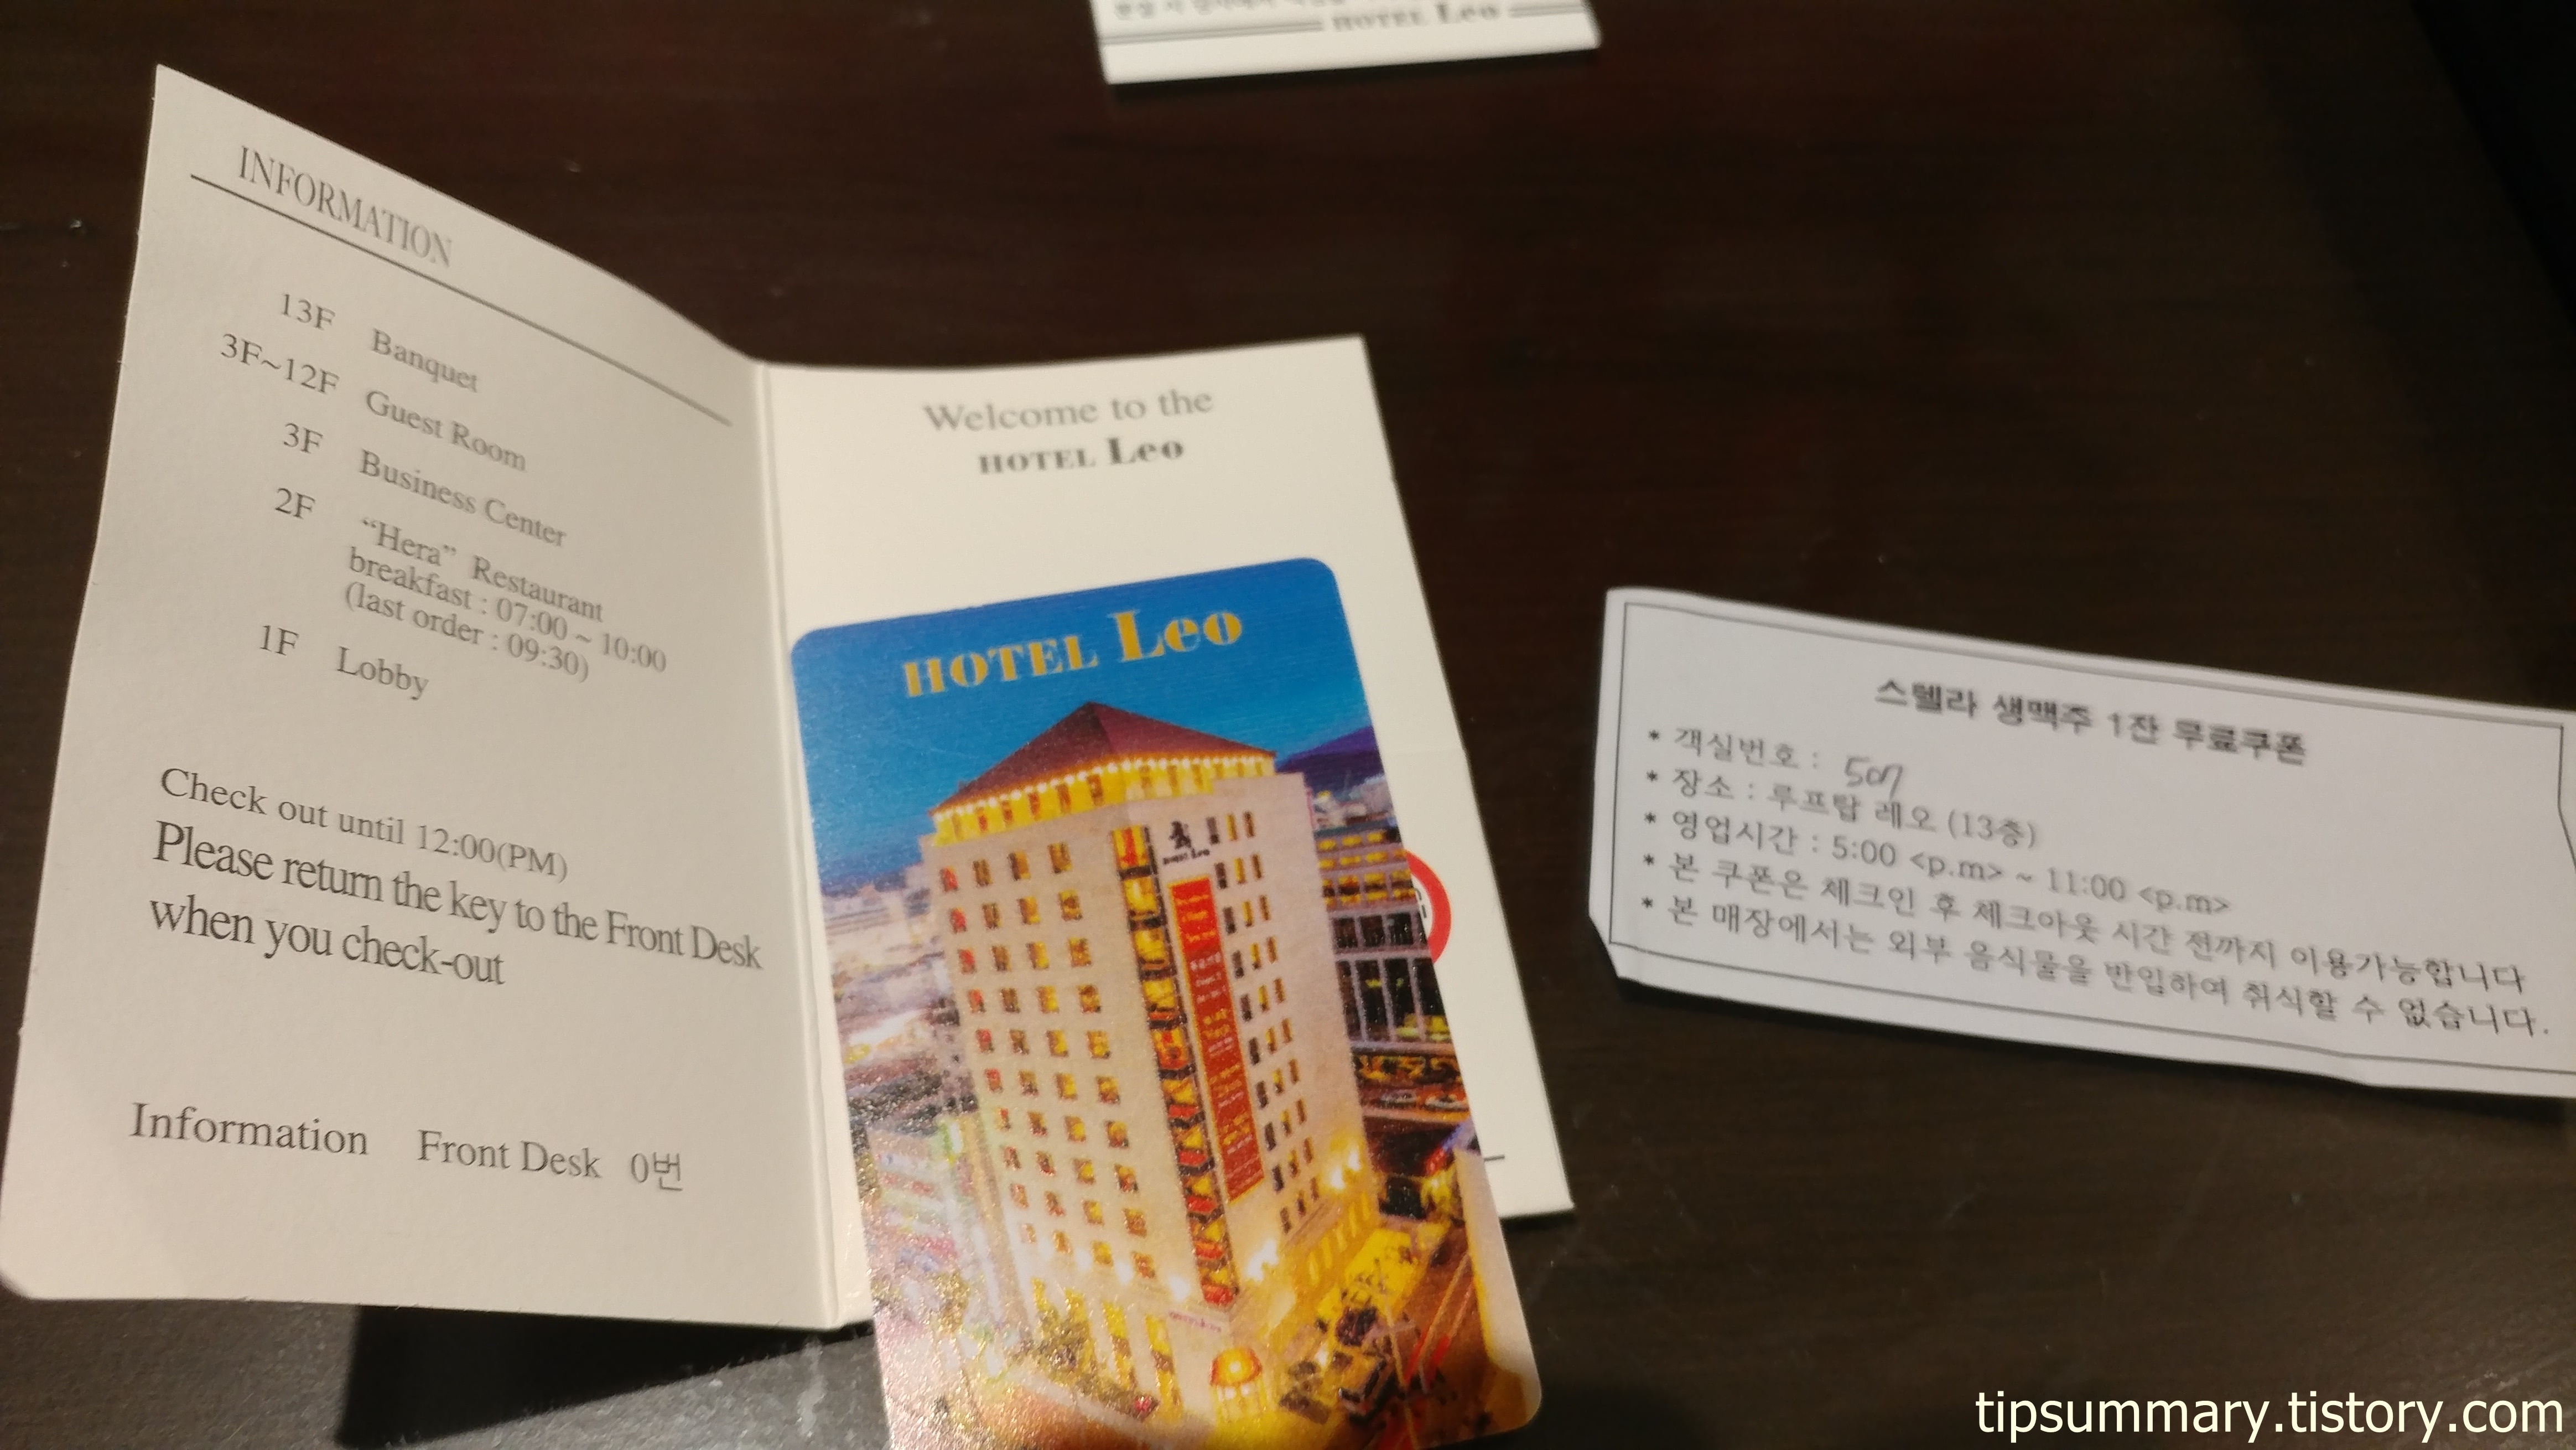 HOTEL Leo
INFORMATION
13F Banquet
3F~12F Guest Room
3F Business Center
2F “Hera” Restaurant
breakfast : 07:00 ~ 10:00
(last order : 09:30)
1F Lobby
Check out until 12:00(PM)
Please return the key to the Front Desk
when you check-out
Information Front Desk 0번
Welcome to the
HOTEL Leo
HOTEL Leo
스텔라 생맥주 1잔 무료쿠폰
* 객실번호 : 507
* 장소 : 루프탑 레오 (13층)
* 영업시간 : 5:00 <p.m> ~ 11:00 <p.m>
* 본 쿠폰은 체크인 후 체크아웃 시간 전까지 이용가능합니다
* 본 매장에서는 외부 음식물을 반입하여 취식할 수 없습니다.
tipsummary.tistory.com